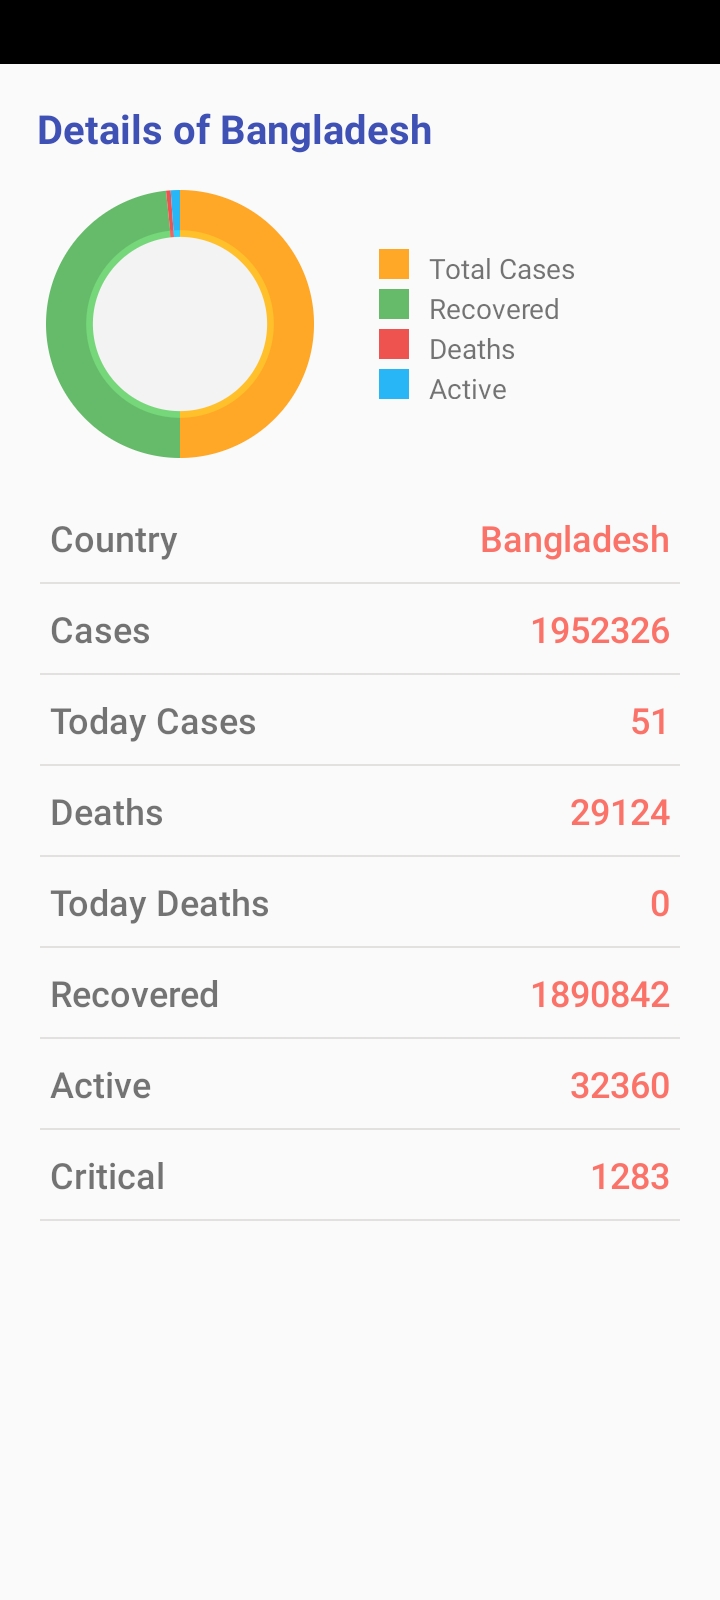 Details of Bangladesh
Total Cases
Recovered
Deaths
Active
Country Bangladesh
Cases 1952326
Today Cases 51
Deaths 29124
Today Deaths 0
Recovered 1890842
Active 32360
Critical 1283